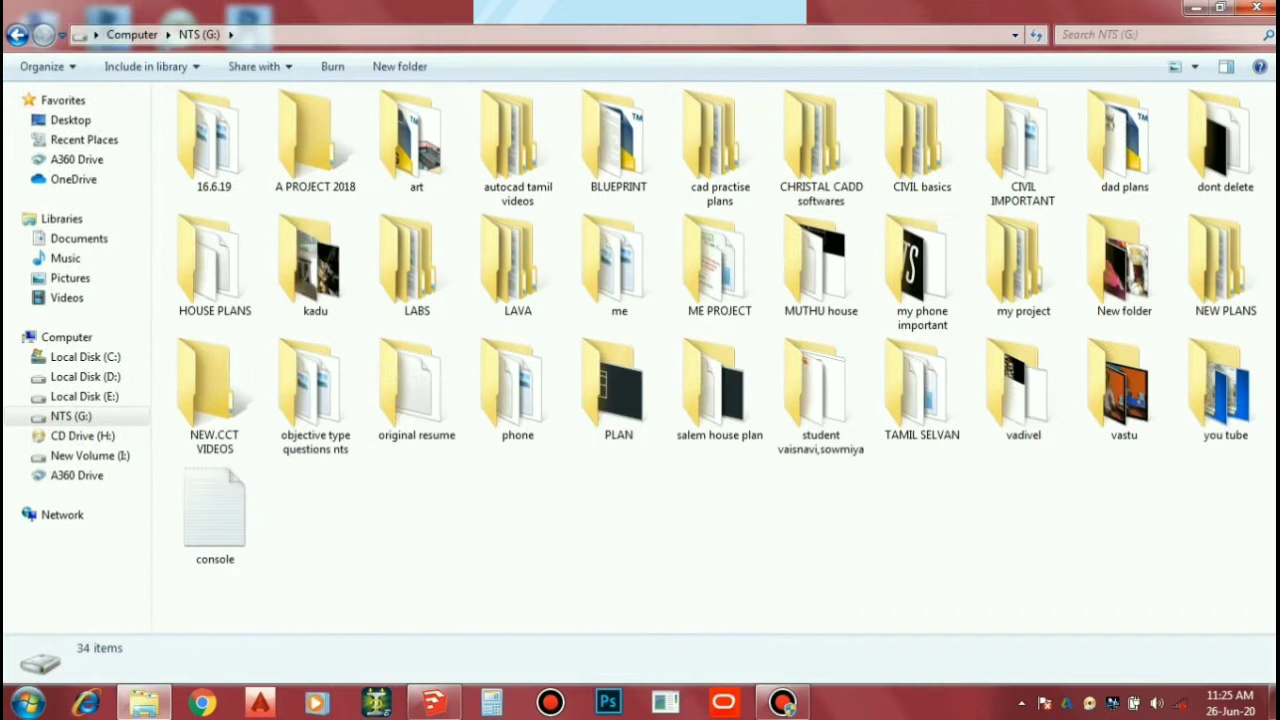 Computer NTS (G:)
Search NTS (G:)
Organize Include in library Share with Burn New folder
Favorites
Desktop
Recent Places
A360 Drive
OneDrive
Libraries
Documents
Music
Pictures
Videos
Computer
Local Disk (C:)
Local Disk (D:)
Local Disk (E:)
NTS (G:)
CD Drive (H:)
New Volume (I:)
A360 Drive
Network
16.6.19
A PROJECT 2018
art
autocad tamil
videos
BLUEPRINT
cad practise
plans
CHRISTAL CADD
softwares
CIVIL basics
CIVIL
IMPORTANT
dad plans
dont delete
HOUSE PLANS
kadu
LABS
LAVA
me
ME PROJECT
MUTHU house
my phone
important
my project
New folder
NEW PLANS
NEW.CCT
VIDEOS
objective type
questions nts
original resume
phone
PLAN
salem house plan
student
vaisnavi,sowmiya
TAMIL SELVAN
vadivel
vastu
you tube
console
34 items
Ps
11:25 AM
26-Jun-20